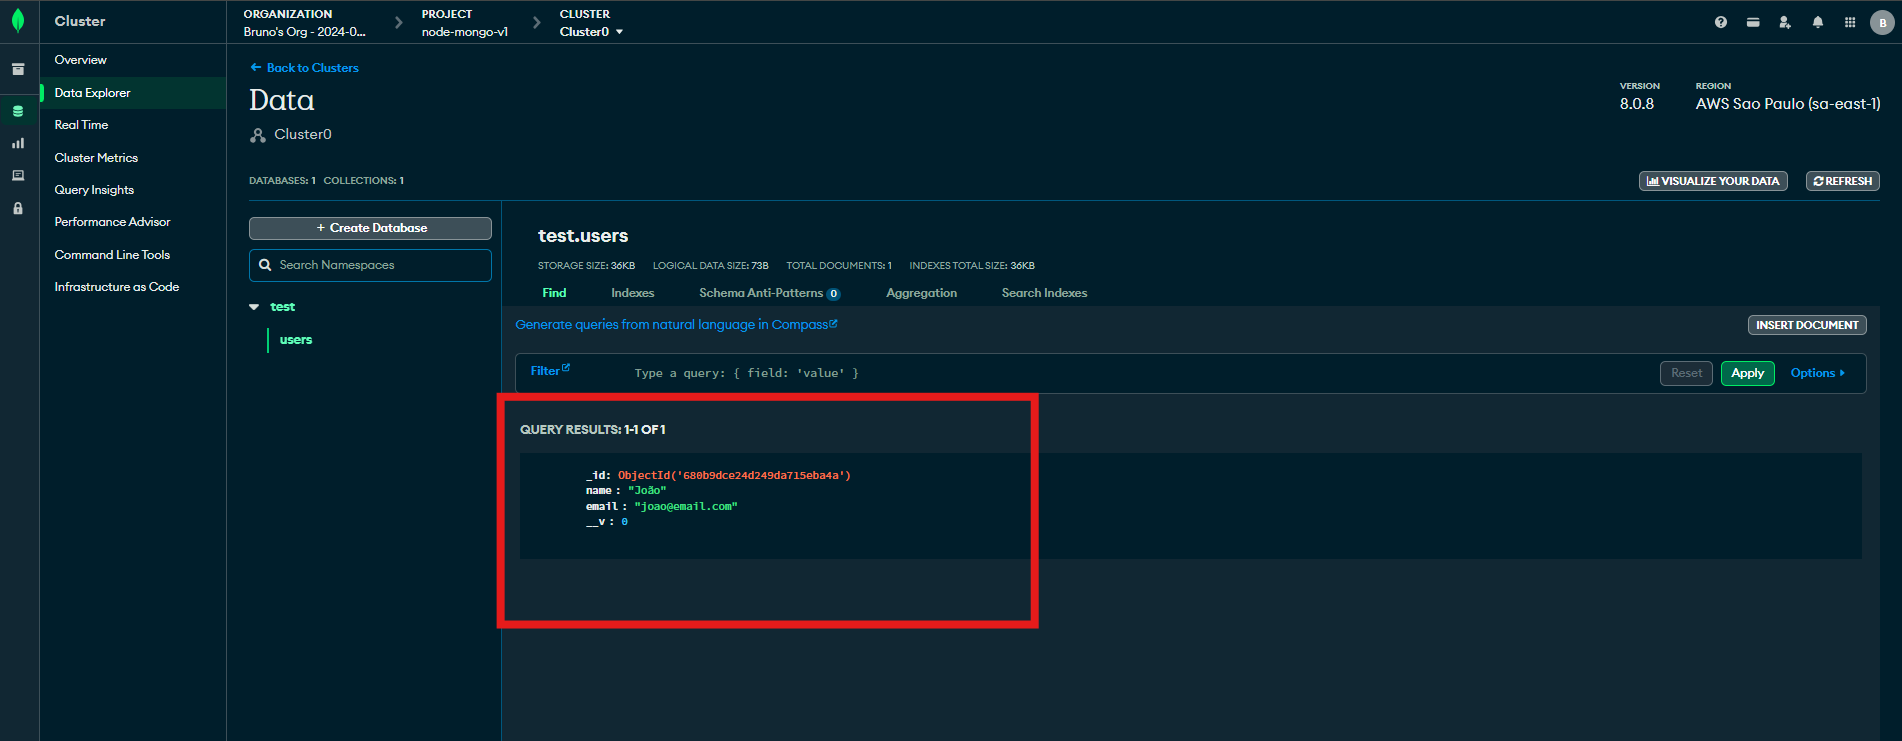 Cluster
ORGANIZATION
Bruno's Org - 2024-0...
PROJECT
node-mongo-v1
CLUSTER
Cluster0
B
Overview
Data Explorer
Real Time
Cluster Metrics
Query Insights
Performance Advisor
Command Line Tools
Infrastructure as Code
Back to Clusters
Data
Cluster0
VERSION
8.0.8
REGION
AWS Sao Paulo (sa-east-1)
DATABASES: 1 COLLECTIONS: 1
VISUALIZE YOUR DATA
REFRESH
+ Create Database
Search Namespaces
test
users
test.users
STORAGE SIZE: 36KB LOGICAL DATA SIZE: 73B TOTAL DOCUMENTS: 1 INDEXES TOTAL SIZE: 36KB
Find Indexes Schema Anti-Patterns 0 Aggregation Search Indexes
Generate queries from natural language in Compass
INSERT DOCUMENT
Filter
Type a query: { field: 'value' }
Reset
Apply
Options
QUERY RESULTS: 1-1 OF 1
_id: ObjectId('680b9dce24d249da715eba4a')
name : "João"
email : "joao@email.com"
__v : 0